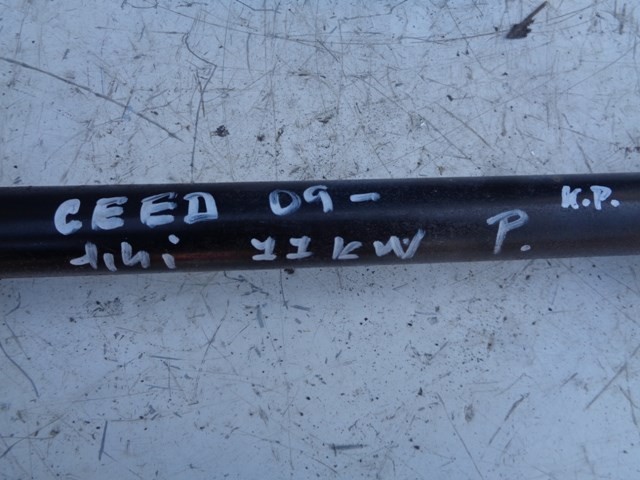 CEED 09- K.P.
1.4i 77KW P.